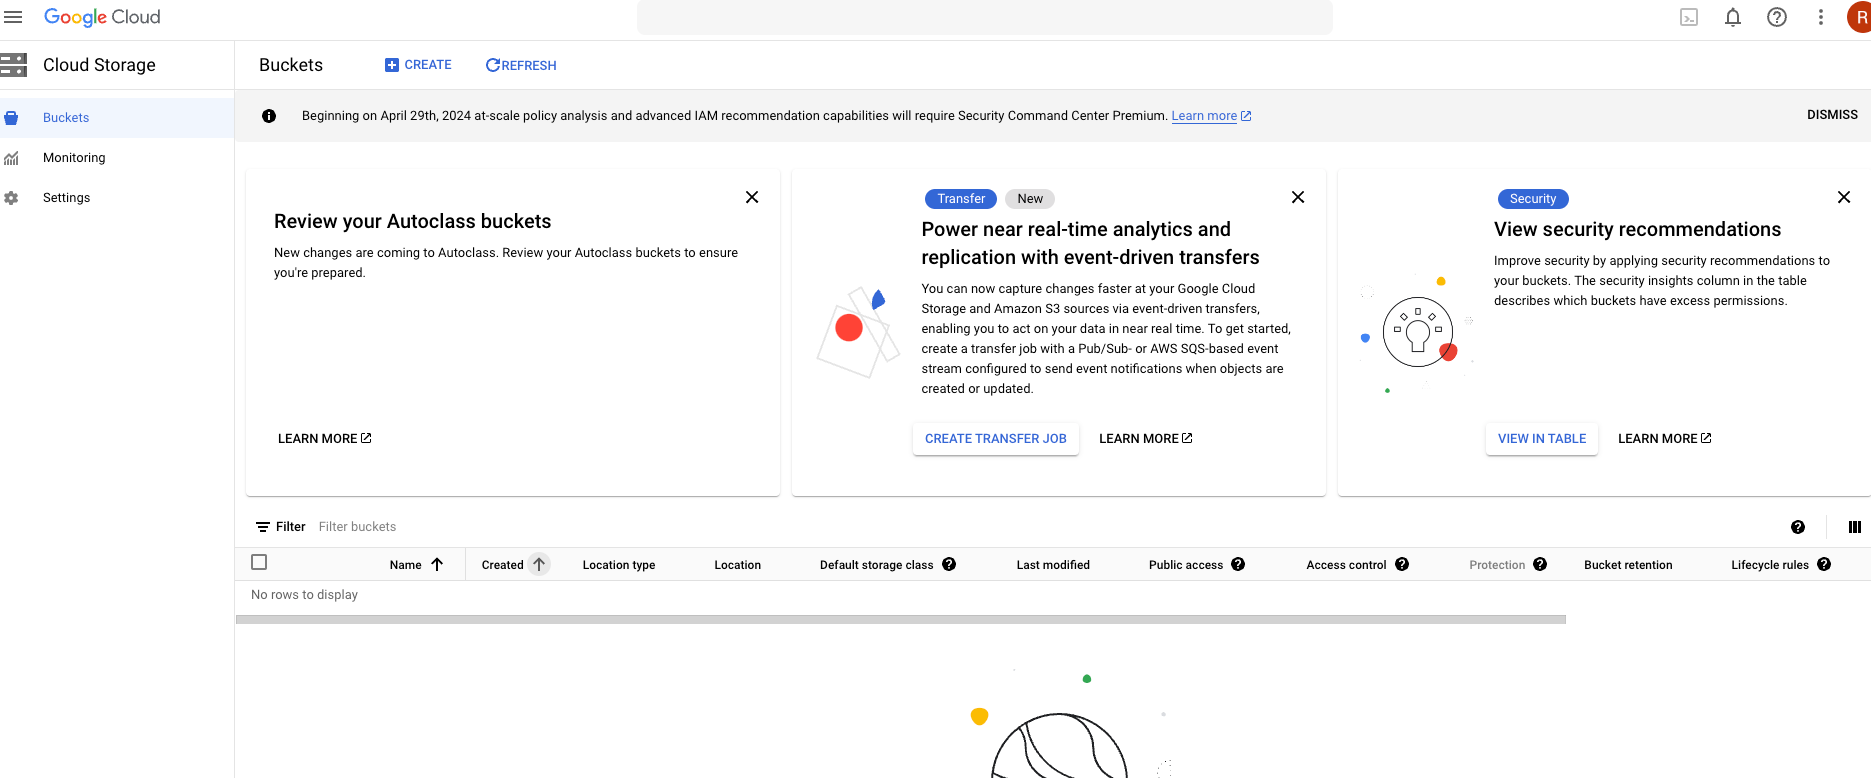 Google Cloud
R
Cloud Storage
Buckets
CREATE
REFRESH
Beginning on April 29th, 2024 at-scale policy analysis and advanced IAM recommendation capabilities will require Security Command Center Premium. Learn more
DISMISS
Buckets
Monitoring
Settings
Review your Autoclass buckets
New changes are coming to Autoclass. Review your Autoclass buckets to ensure
you're prepared.
LEARN MORE
Transfer
New
Power near real-time analytics and
replication with event-driven transfers
You can now capture changes faster at your Google Cloud
Storage and Amazon S3 sources via event-driven transfers,
enabling you to act on your data in near real time. To get started,
create a transfer job with a Pub/Sub- or AWS SQS-based event
stream configured to send event notifications when objects are
created or updated.
CREATE TRANSFER JOB
LEARN MORE
Security
View security recommendations
Improve security by applying security recommendations to
your buckets. The security insights column in the table
describes which buckets have excess permissions.
VIEW IN TABLE
LEARN MORE
Filter
Filter buckets
Name
Created
Location type
Location
Default storage class
Last modified
Public access
Access control
Protection
Bucket retention
Lifecycle rules
No rows to display